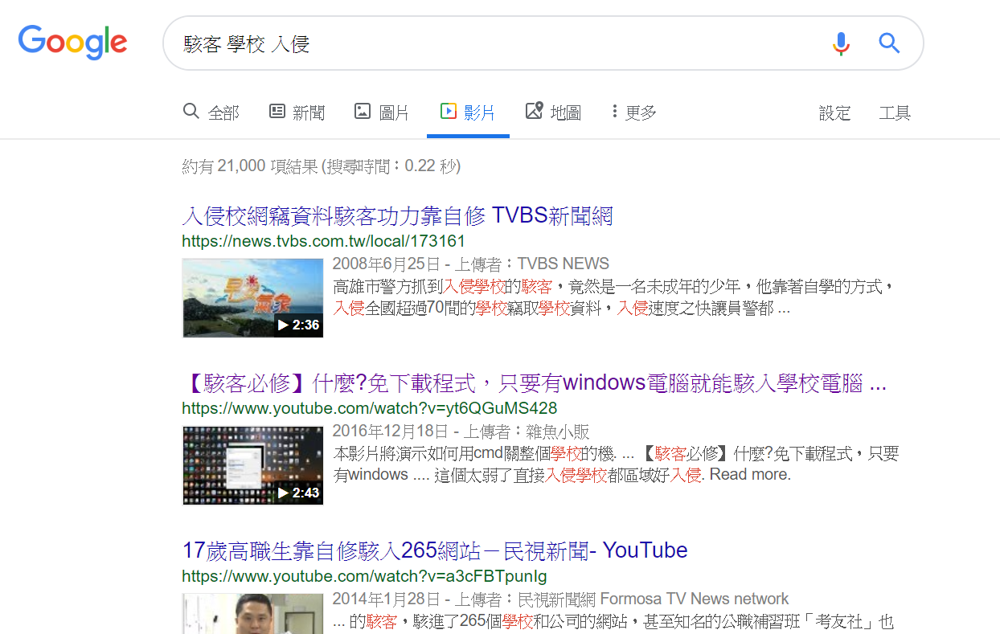 Google
駭客 學校 入侵
全部 新聞 圖片 影片 地圖 更多 設定 工具
約有 21,000 項結果 (搜尋時間：0.22 秒)
入侵校網竊資料駭客功力靠自修 TVBS新聞網
https://news.tvbs.com.tw/local/173161
早安氣象
2:36
2008年6月25日 - 上傳者：TVBS NEWS
高雄市警方抓到入侵學校的駭客，竟然是一名未成年的少年，他靠著自學的方式，
入侵全國超過70間的學校竊取學校資料，入侵速度之快讓員警都 ...
【駭客必修】什麼?免下載程式，只要有windows電腦就能駭入學校電腦 ...
https://www.youtube.com/watch?v=yt6QGuMS428
2:43
2016年12月18日 - 上傳者：雜魚小販
本影片將演示如何用cmd關整個學校的機. ... 【駭客必修】什麼?免下載程式，只要
有windows .... 這個太弱了直接入侵學校都區域好入侵. Read more.
17歲高職生靠自修駭入265網站－民視新聞- YouTube
https://www.youtube.com/watch?v=a3cFBTpunIg
2014年1月28日 - 上傳者：民視新聞網 Formosa TV News network
... 的駭客，駭進了265個學校和公司的網站，甚至知名的公職補習班「考友社」也